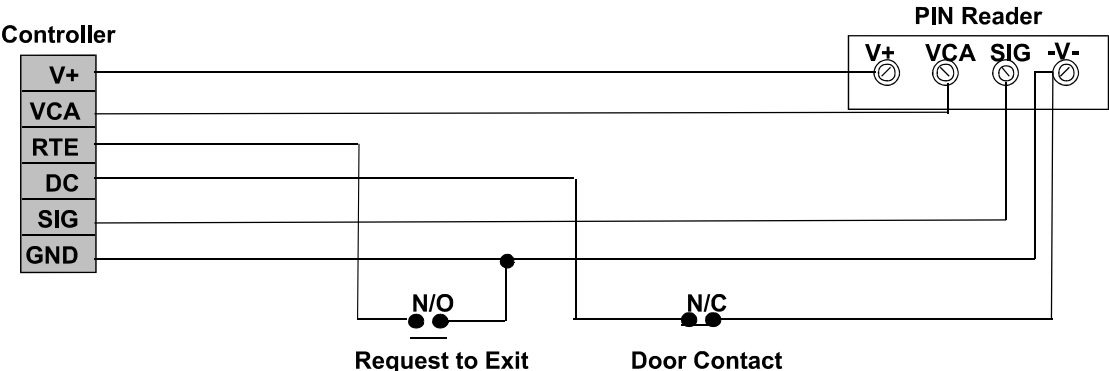 PIN Reader
Controller
V+ VCA SIG -V-
V+
VCA
RTE
DC
SIG
GND
N/O N/C
Request to Exit Door Contact